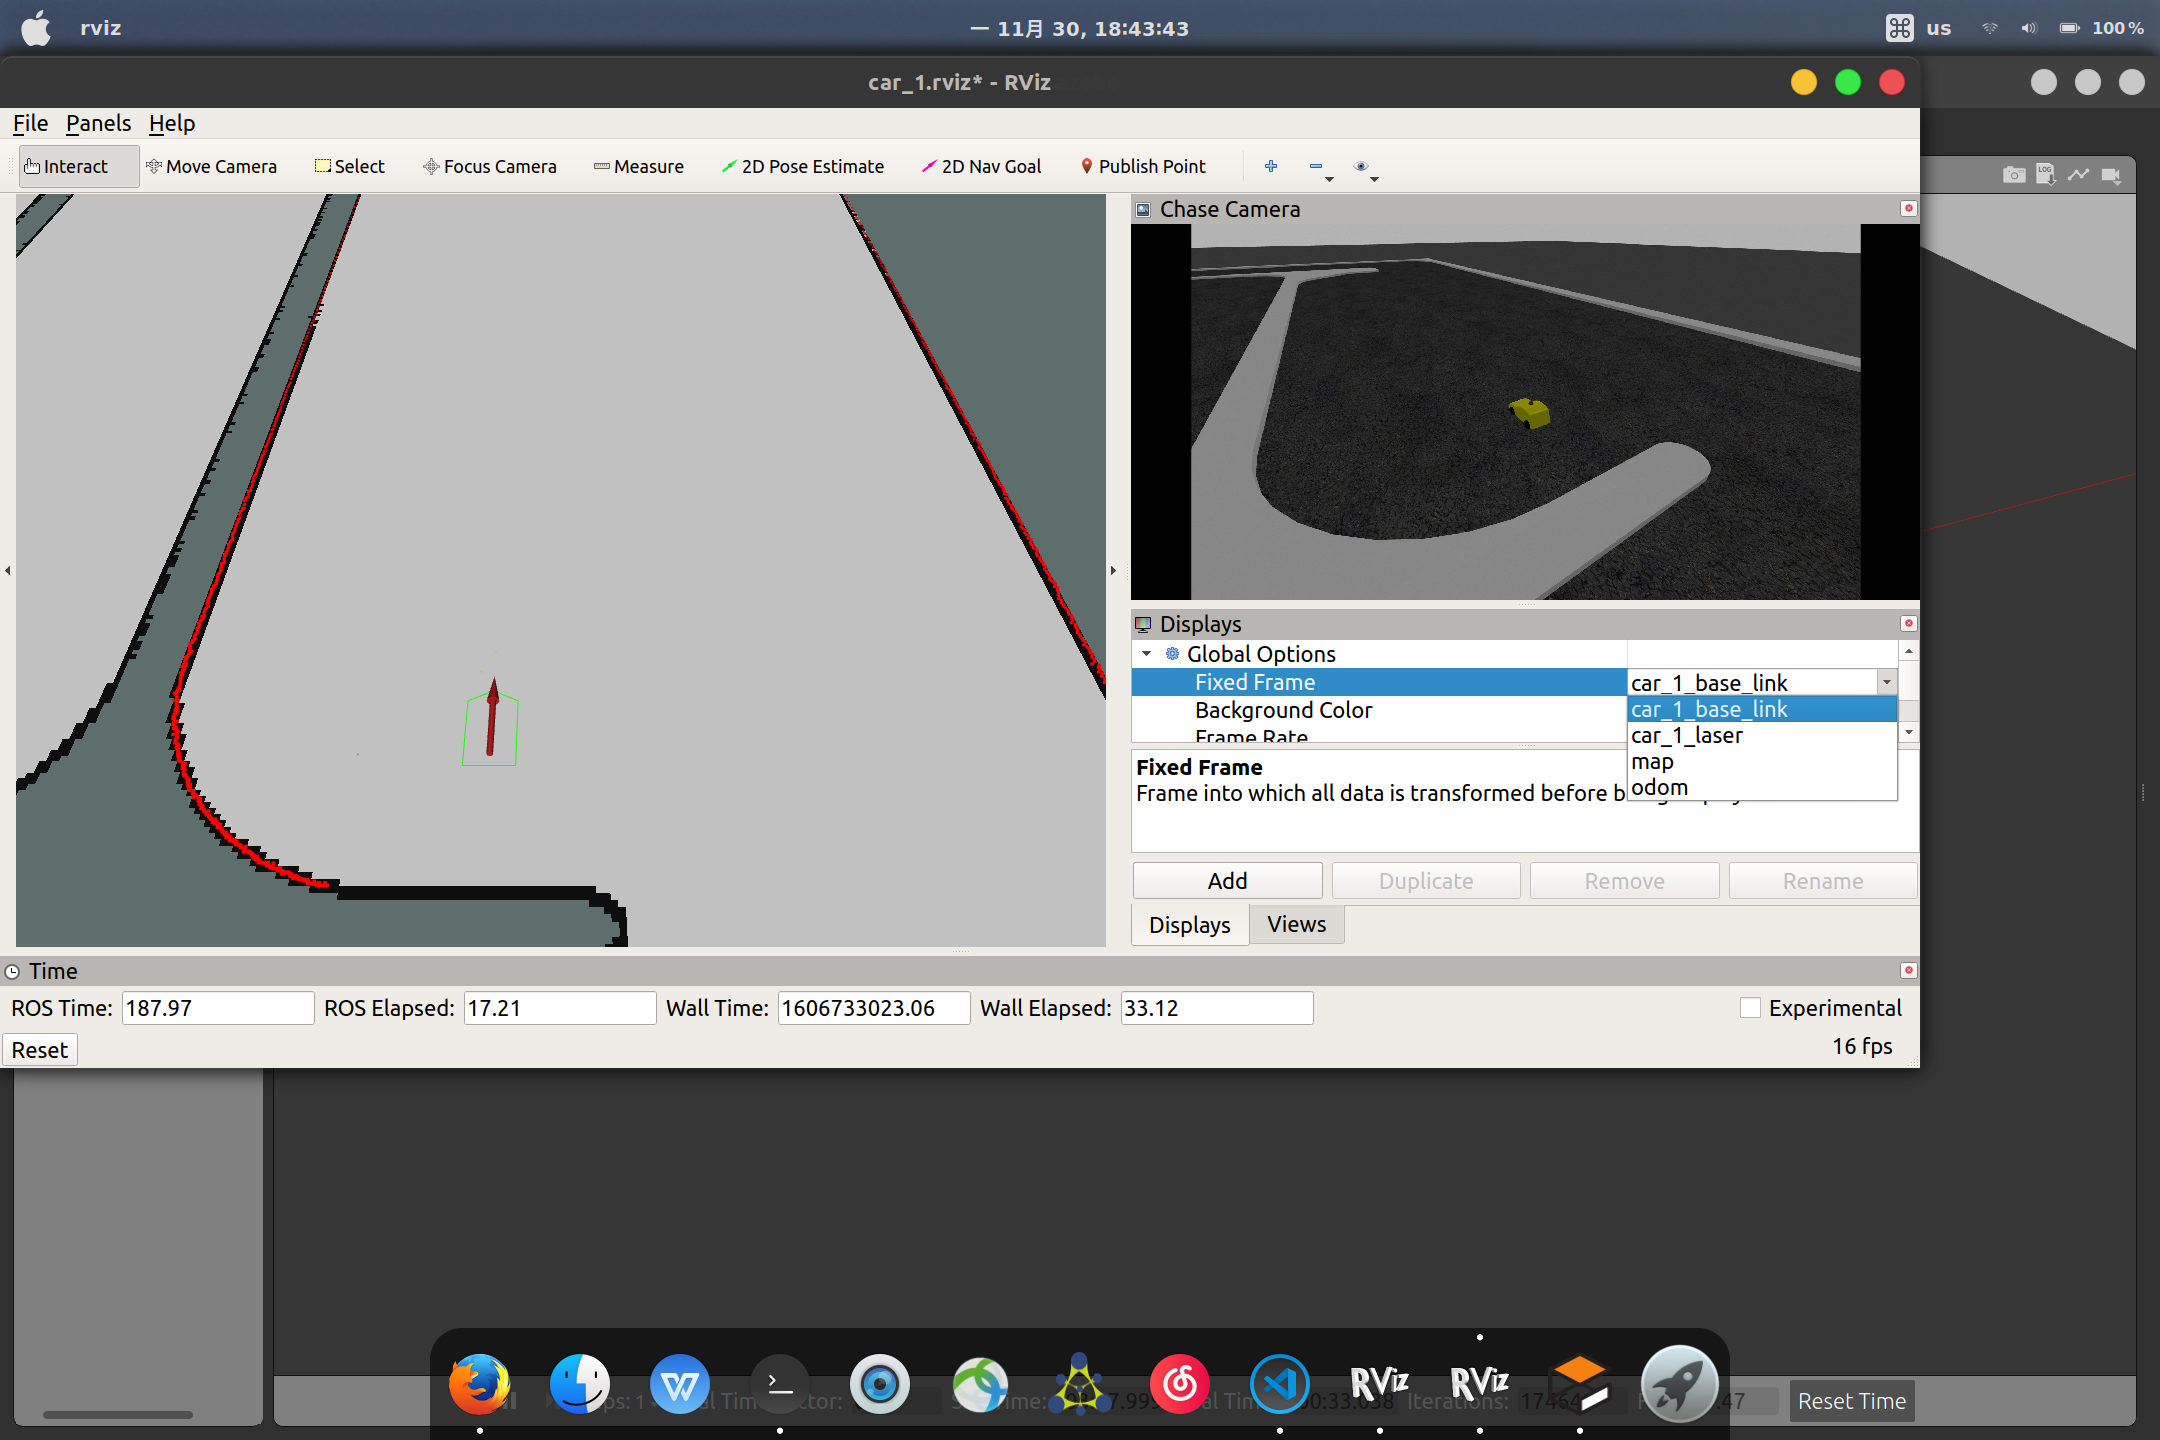 rviz
一 11月 30, 18:43:43
us
100 %
car_1.rviz* - RViz
File Panels Help
Interact Move Camera Select Focus Camera Measure 2D Pose Estimate 2D Nav Goal Publish Point
LOG
Chase Camera
Displays
Global Options
Fixed Frame car_1_base_link
Background Color car_1_base_link
Frame Rate car_1_laser
map
odom
Fixed Frame
Frame into which all data is transformed before
Add Duplicate Remove Rename
Displays Views
Time
ROS Time: 187.97 ROS Elapsed: 17.21 Wall Time: 1606733023.06 Wall Elapsed: 33.12 Experimental
Reset
16 fps
RViz RViz
Iterations:
Reset Time